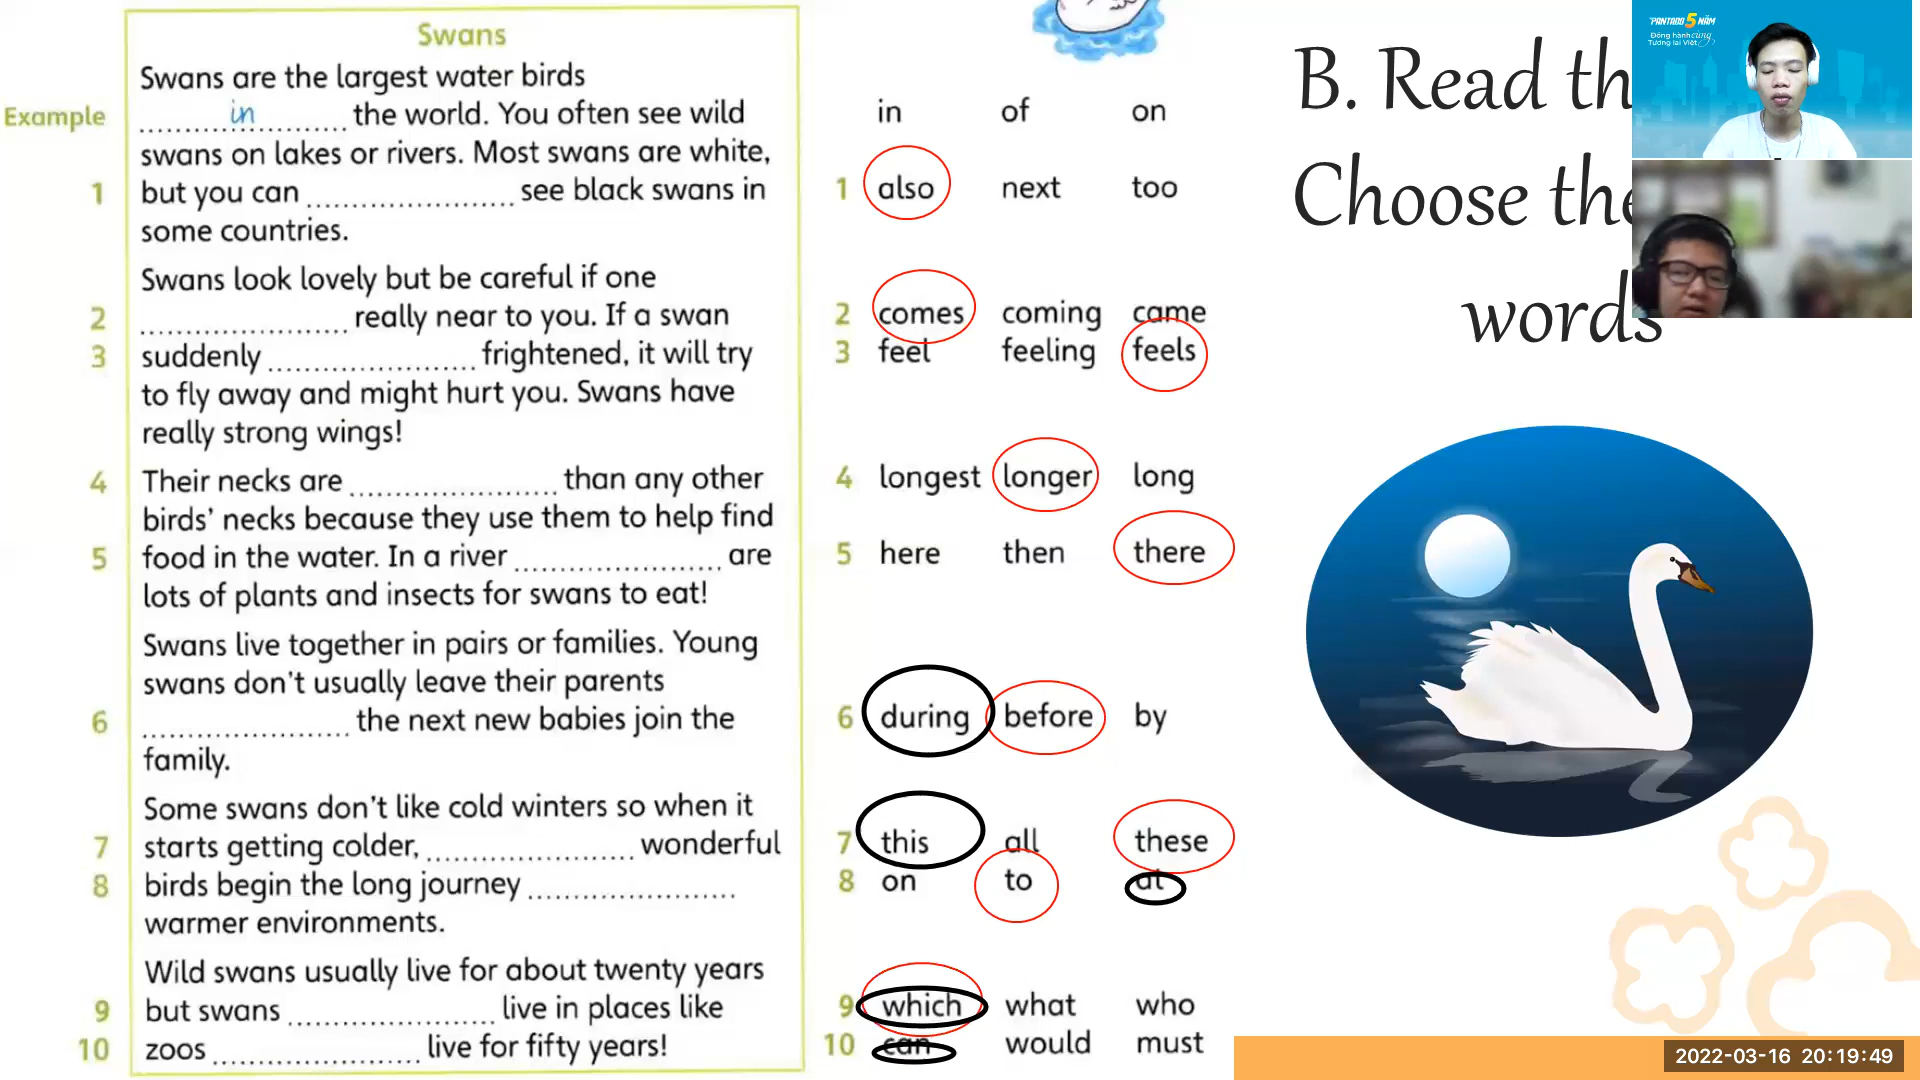 Swans
Swans are the largest water birds
Example in the world. You often see wild
swans on lakes or rivers. Most swans are white,
1 but you can ........ see black swans in
some countries.
Swans look lovely but be careful if one
2 ........ really near to you. If a swan
3 suddenly ........ frightened, it will try
to fly away and might hurt you. Swans have
really strong wings!
4 Their necks are ........ than any other
birds' necks because they use them to help find
5 food in the water. In a river ........ are
lots of plants and insects for swans to eat!
Swans live together in pairs or families. Young
swans don't usually leave their parents
6 ........ the next new babies join the
family.
Some swans don't like cold winters so when it
7 starts getting colder, ........ wonderful
8 birds begin the long journey ........
warmer environments.
Wild swans usually live for about twenty years
9 but swans ........ live in places like
10 zoos ........ live for fifty years!
in of on
1 also next too
2 comes coming came
3 feel feeling feels
4 longest longer long
5 here then there
6 during before by
7 this all these
8 on to at
9 which what who
10 can would must
B. Read th
Choose the
words
PANTADO 5 NĂM
Đồng hành cùng
Tương lai Việt
2022-03-16 20:19:49